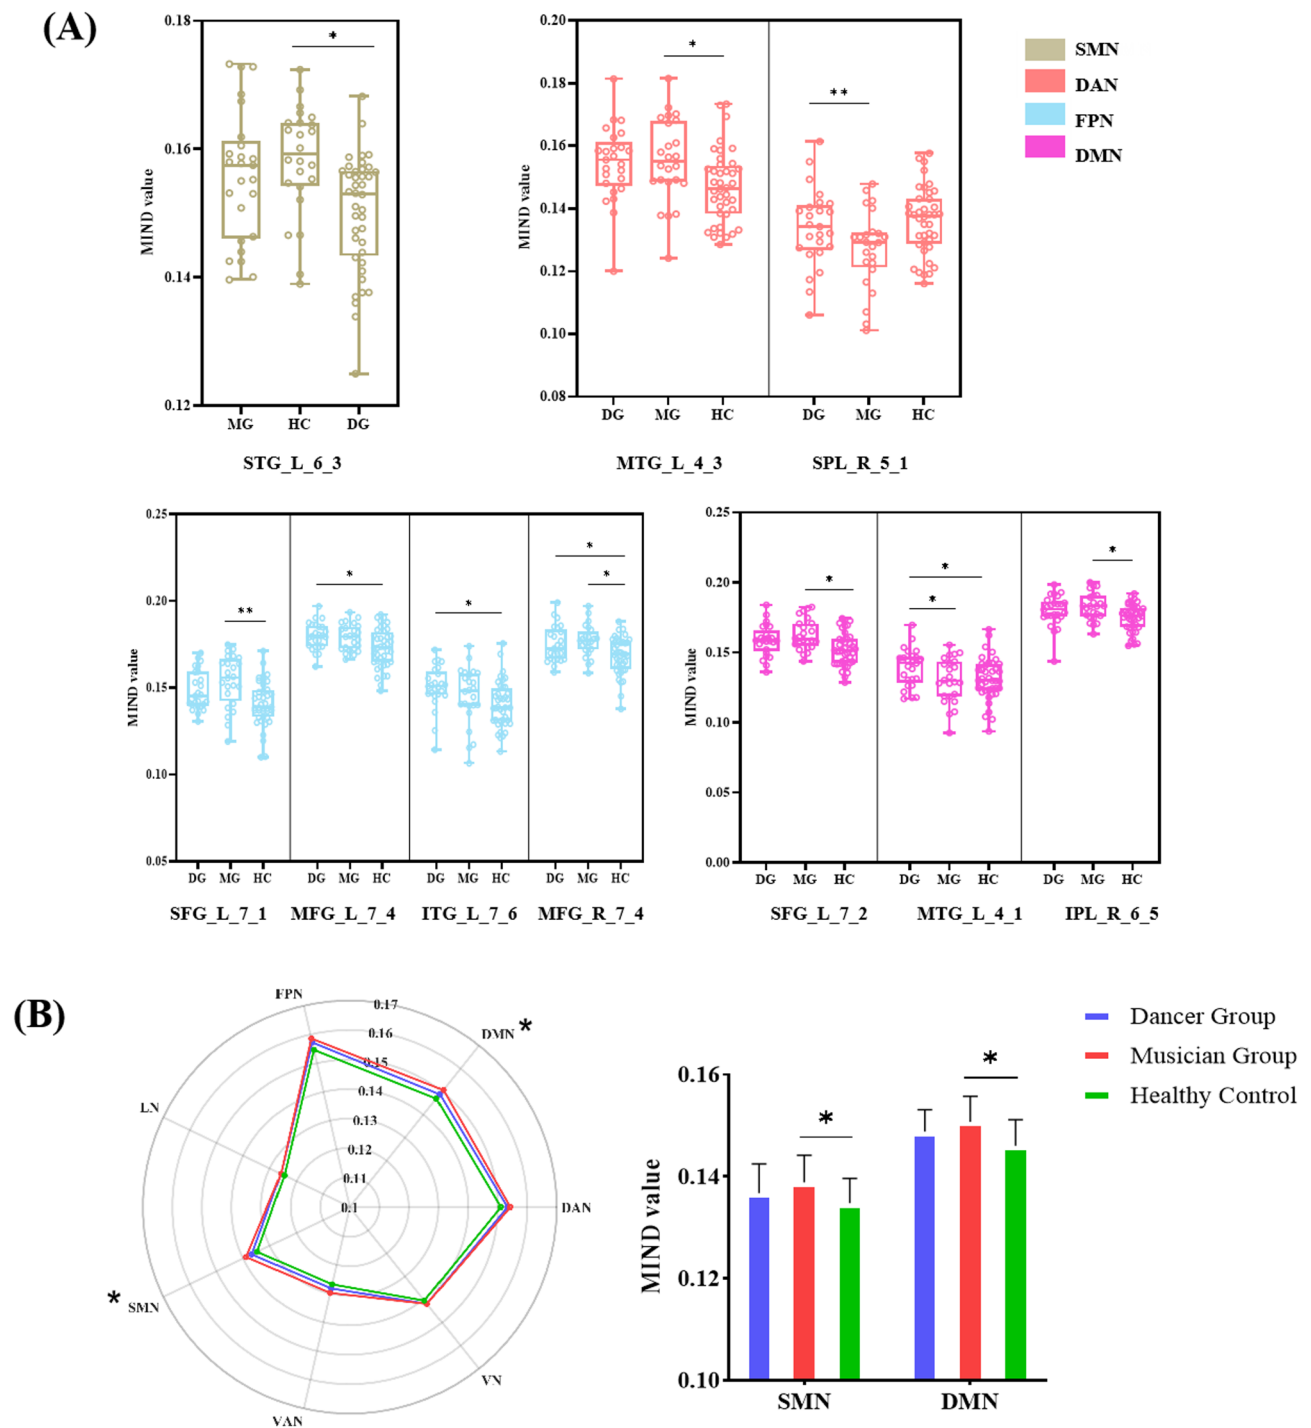 (A)
0.18
0.16
0.14
0.12
MIND value
*
MG HC DG
STG_L_6_3
0.20
0.18
0.16
0.14
0.12
0.10
0.08
MIND value
*
**
DG MG HC DG MG HC
MTG_L_4_3 SPL_R_5_1
SMN
DAN
FPN
DMN
0.25
0.20
0.15
0.10
0.05
MIND value
**
*
*
*
*
DG MG HC DG MG HC DG MG HC DG MG HC
SFG_L_7_1 MFG_L_7_4 ITG_L_7_6 MFG_R_7_4
0.25
0.20
0.15
0.10
0.05
0.00
MIND value
*
*
*
*
DG MG HC DG MG HC DG MG HC
SFG_L_7_2 MTG_L_4_1 IPL_R_6_5
(B)
FPN
DMN *
DAN
VN
VAN
* SMN
LN
0.17
0.16
0.15
0.14
0.13
0.12
0.11
0.1
Dancer Group
Musician Group
Healthy Control
0.16
0.14
0.12
0.10
MIND value
*
*
SMN DMN